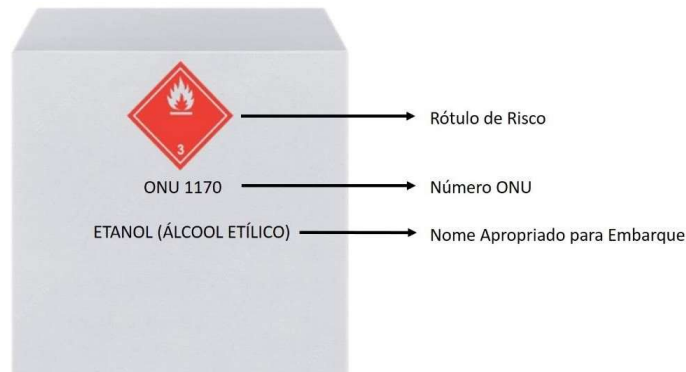 3
Rótulo de Risco
ONU 1170
Número ONU
ETANOL (ÁLCOOL ETÍLICO)
Nome Apropriado para Embarque